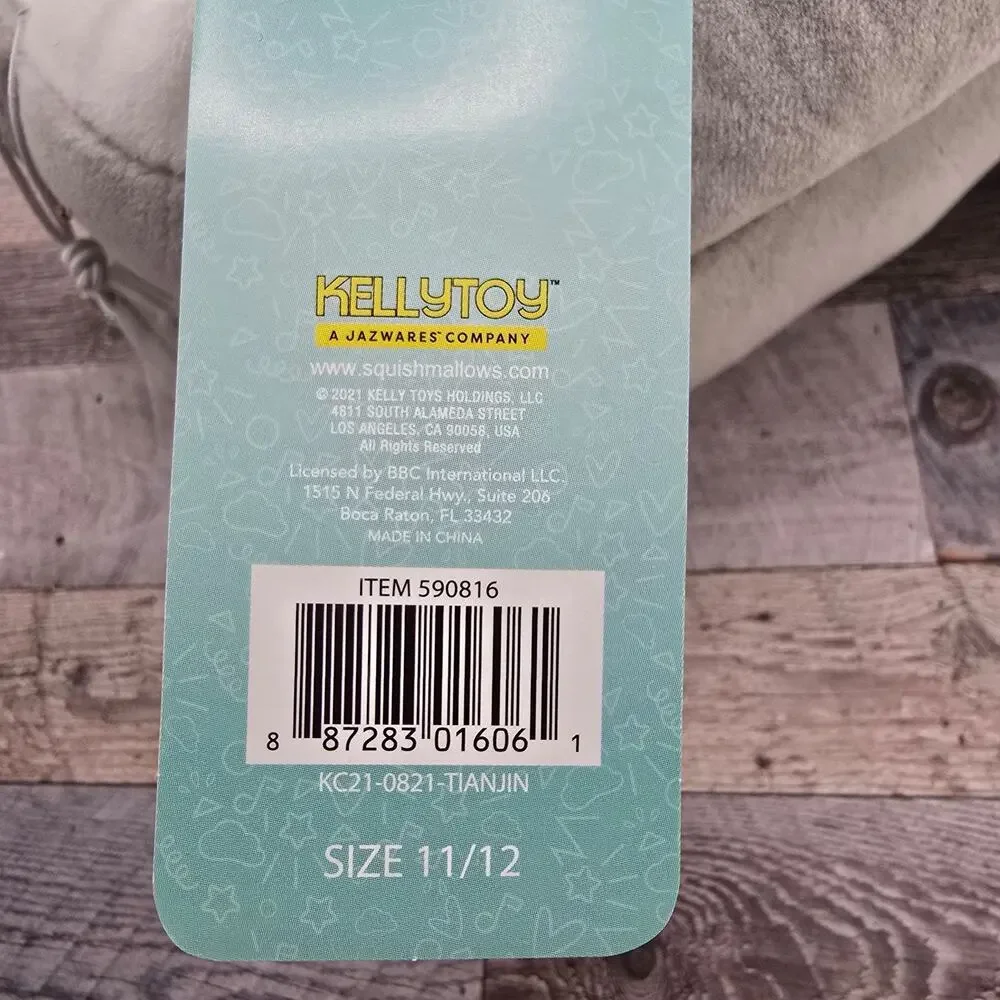 KELLYTOY™
A JAZWARES™ COMPANY
www.squishmallows.com
© 2021 KELLY TOYS HOLDINGS, LLC
4811 SOUTH ALAMEDA STREET
LOS ANGELES, CA 90058, USA
All Rights Reserved
Licensed by BBC International LLC.
1515 N Federal Hwy., Suite 206
Boca Raton, FL 33432
MADE IN CHINA
ITEM 590816
8 87283 01606 1
KC21-0821-TIANJIN
SIZE 11/12